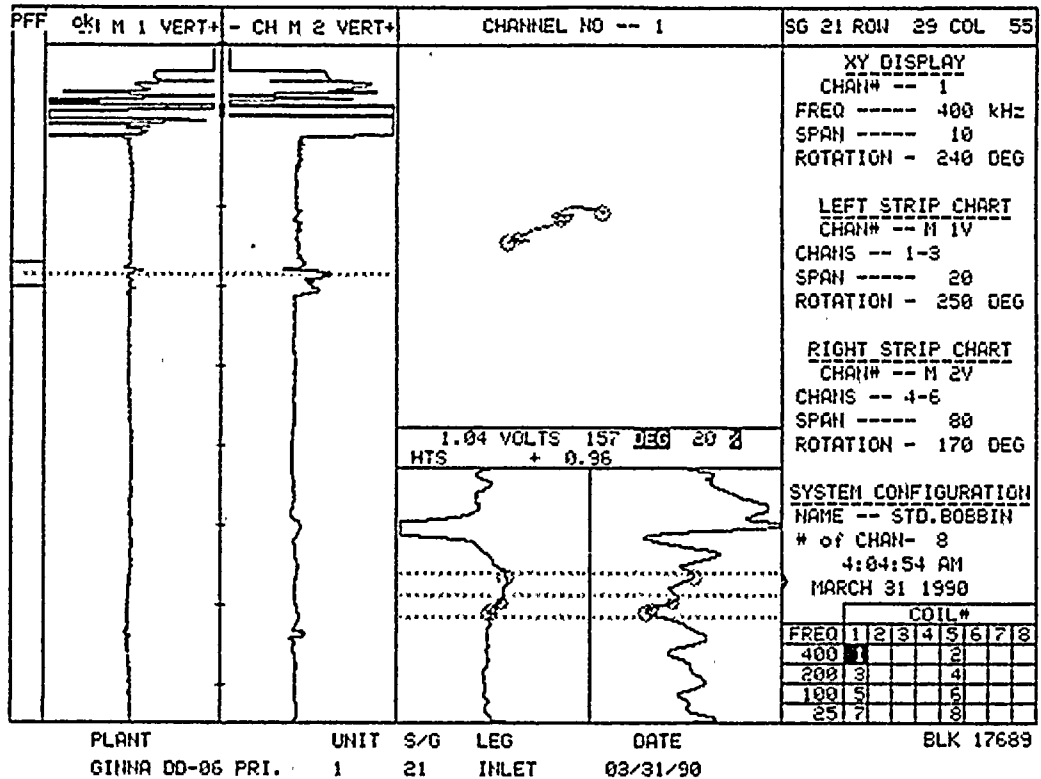 PFF CH M 1 VERT+ - CH M 2 VERT+ CHANNEL NO -- 1 SG 21 ROW 29 COL 55
XY DISPLAY
CHAN# -- 1
FREQ ----- 400 kHz
SPAN ----- 10
ROTATION - 240 DEG
LEFT STRIP CHART
CHAN# -- M 1V
CHANS -- 1-3
SPAN ----- 20
ROTATION - 250 DEG
RIGHT STRIP CHART
CHAN# -- M 2V
CHANS -- 4-6
SPAN ----- 80
ROTATION - 170 DEG
1.04 VOLTS 157 DEG 20 %
HTS + 0.96
SYSTEM CONFIGURATION
NAME -- STD.BOBBIN
# of CHAN- 8
4:04:54 AM
MARCH 31 1990
COIL#
FREQ 1 2 3 4 5 6 7 8
400 1 2
200 3 4
100 5 6
25 7 8
PLANT UNIT S/G LEG DATE BLK 17689
GINNA DD-06 PRI. 1 21 INLET 03/31/90